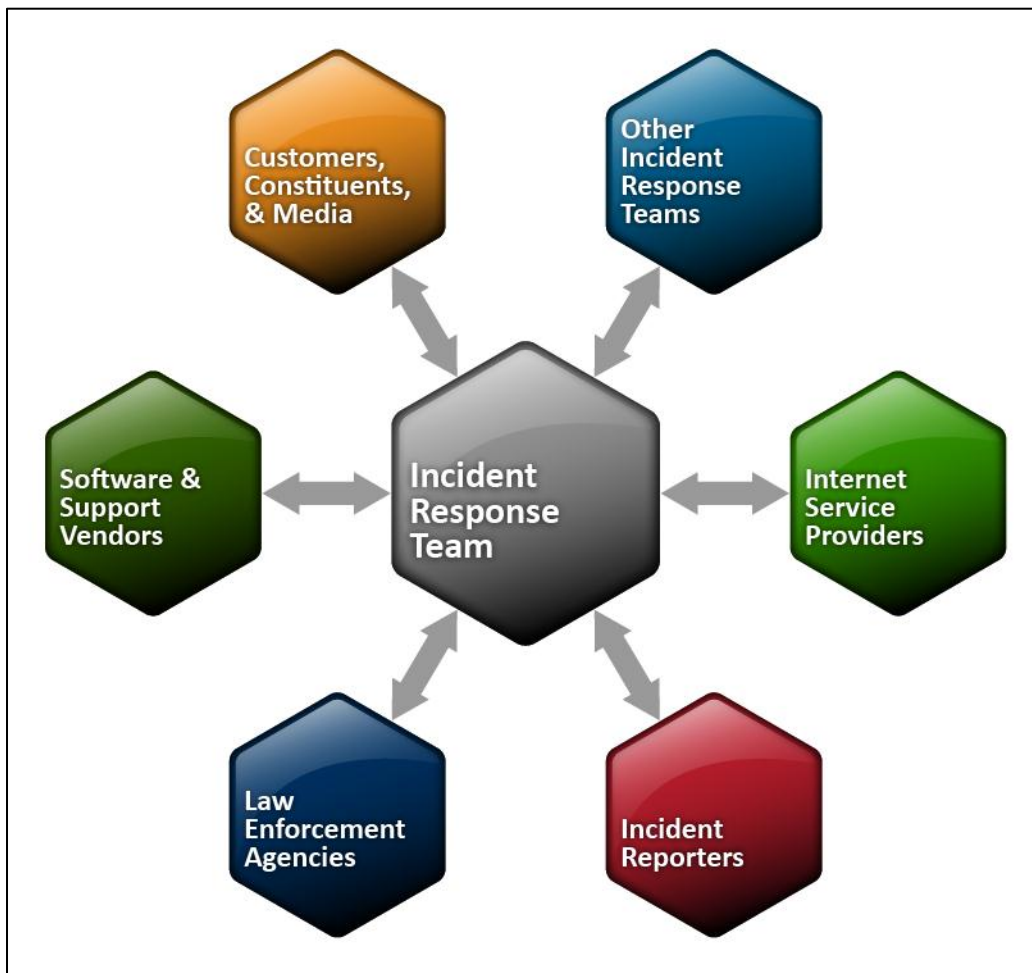 Customers,
Constituents,
& Media
Other
Incident
Response
Teams
Software &
Support
Vendors
Incident
Response
Team
Internet
Service
Providers
Law
Enforcement
Agencies
Incident
Reporters